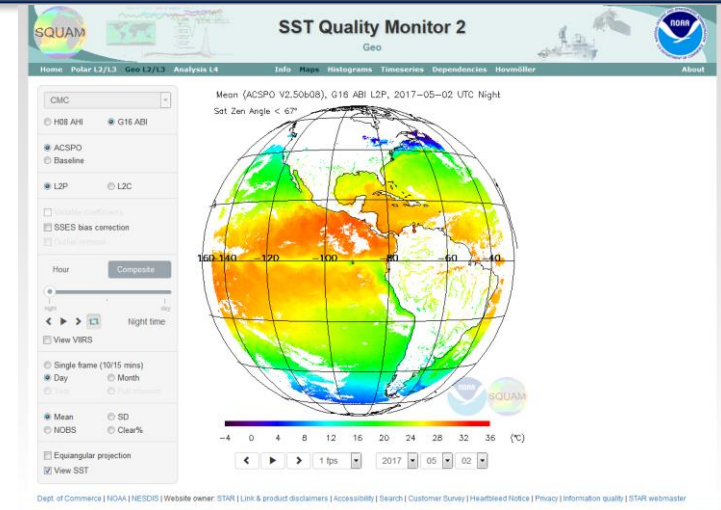 SQUAM
SST Quality Monitor 2
Geo
NOAA
Home Polar L2/L3 Geo L2/L3 Analysis L4 Info Maps Histograms Timeseries Dependencies Hovmöller About
CMC
H08 AHI G16 ABI
ACSPO
Baseline
L2P L2C
SSES bias correction
Hour Composite
night day
Night time
View VIIRS
Single frame (10/15 mins)
Day Month
Mean SD
NOBS Clear%
Equiangular projection
View SST
Mean (ACSPO V2.50b08), G16 ABI L2P, 2017-05-02 UTC Night
Sat Zen Angle < 67°
160 -140 -120 -100 -80 -60 -40
SQUAM
-4 0 4 8 12 16 20 24 28 32 36 (°C)
1 fps 2017 05 02
Dept. of Commerce | NOAA | NESDIS | Website owner: STAR | Link & product disclaimers | Accessibility | Search | Customer Survey | Heartbleed Notice | Privacy | Information quality | STAR webmaster